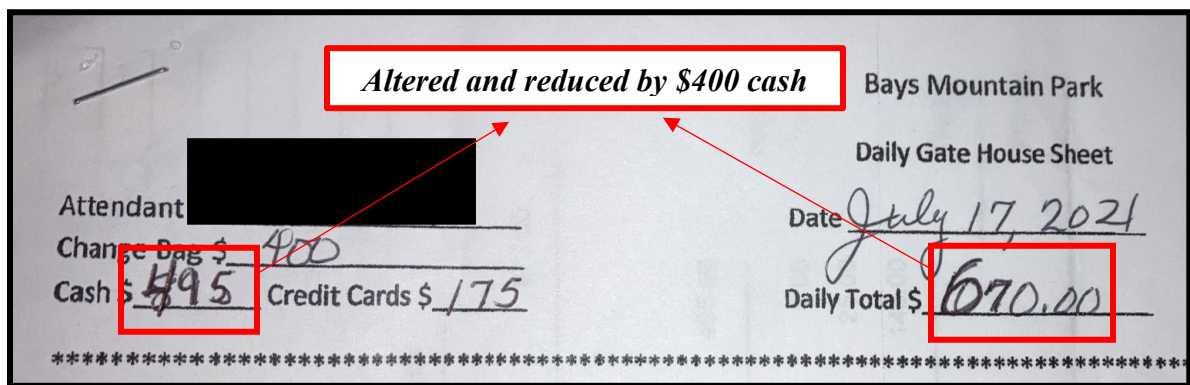 Altered and reduced by $400 cash
Bays Mountain Park
Daily Gate House Sheet
Attendant
Date July 17, 2021
Change Bag $ 400
Cash $ 495 Credit Cards $ 175
Daily Total $ 670.00
****************************************************************************************************